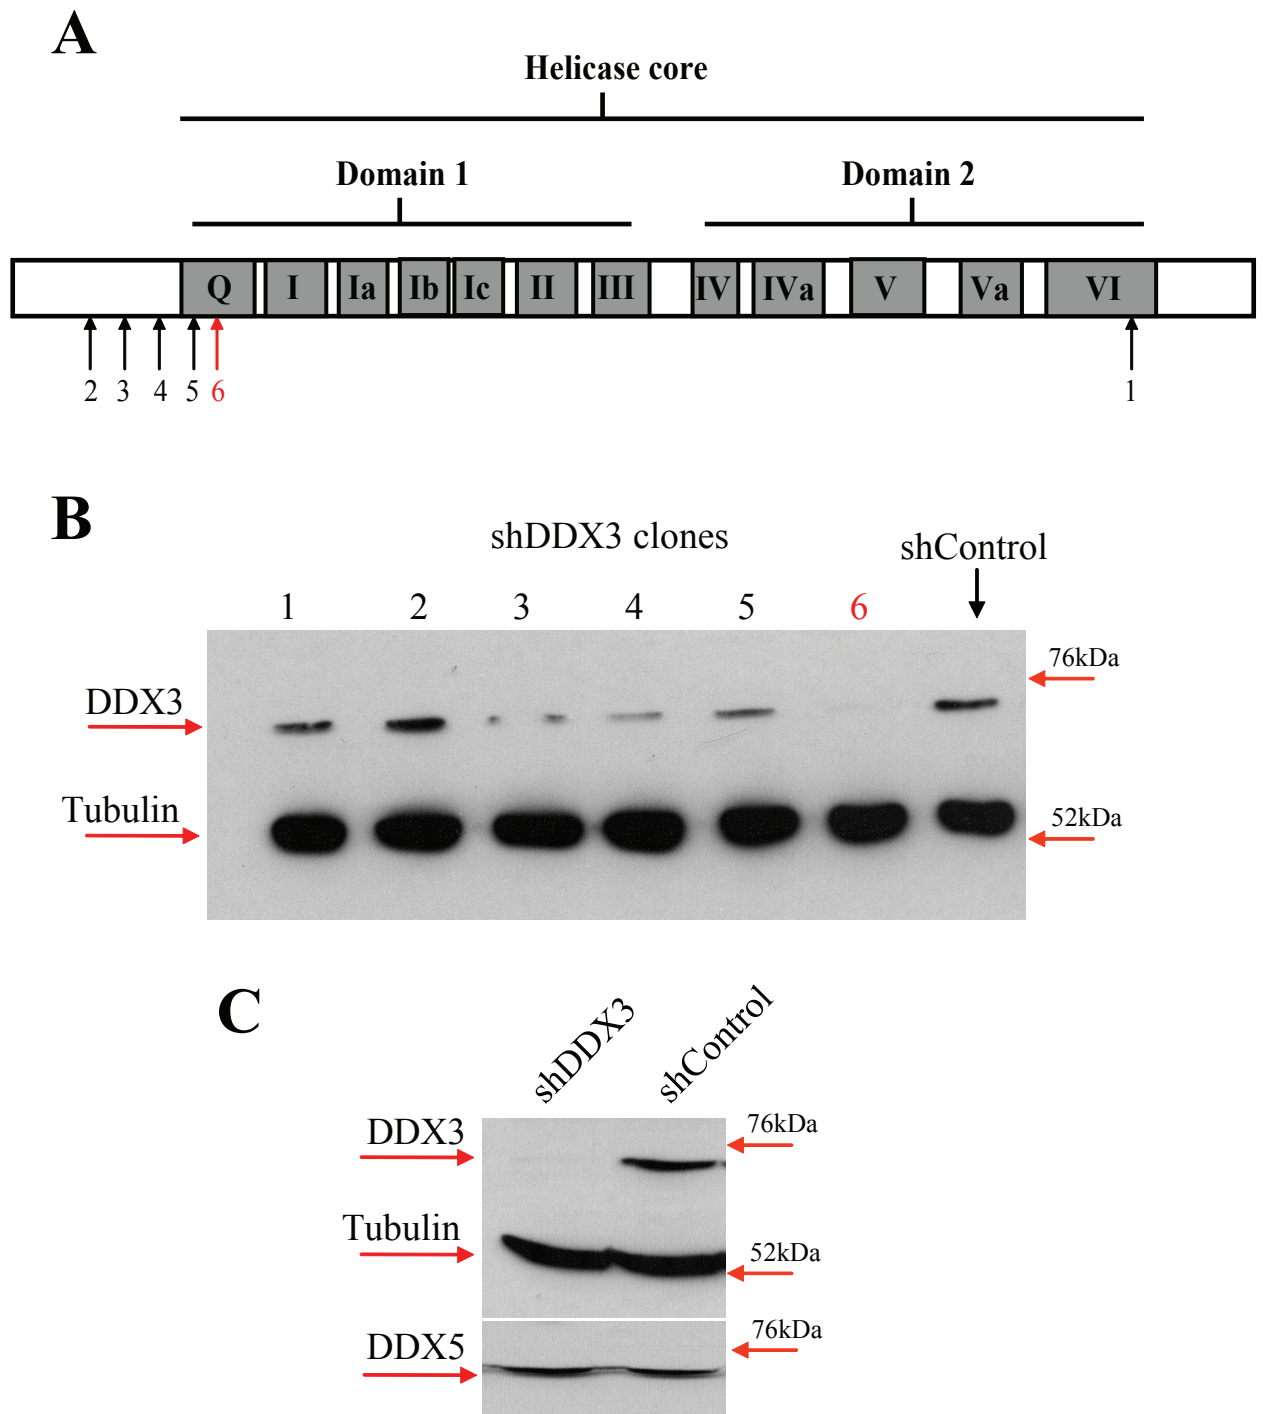 A
Helicase core
Domain 1 Domain 2
Q I Ia Ib Ic II III IV IVa V Va VI
2 3 4 5 6 1
B
shDDX3 clones
shControl
1 2 3 4 5 6
76kDa
DDX3
Tubulin
52kDa
C
shDDX3 shControl
DDX3
76kDa
Tubulin
52kDa
DDX5
76kDa